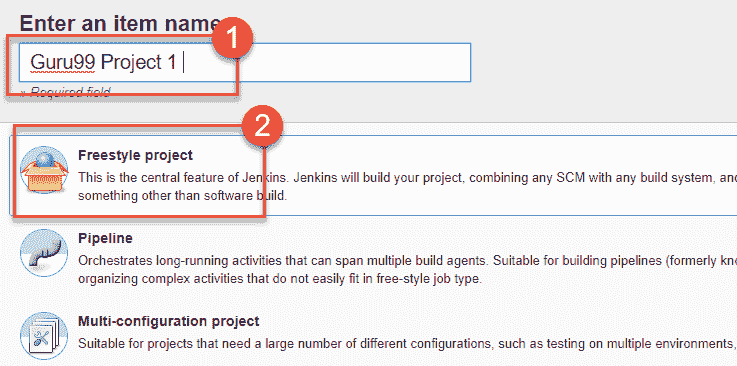 Enter an item name
1
Guru99 Project 1
» Required field
2
Freestyle project
This is the central feature of Jenkins. Jenkins will build your project, combining any SCM with any build system, and
something other than software build.
Pipeline
Orchestrates long-running activities that can span multiple build agents. Suitable for building pipelines (formerly
organizing complex activities that do not easily fit in free-style job type.
Multi-configuration project
Suitable for projects that need a large number of different configurations, such as testing on multiple environments,